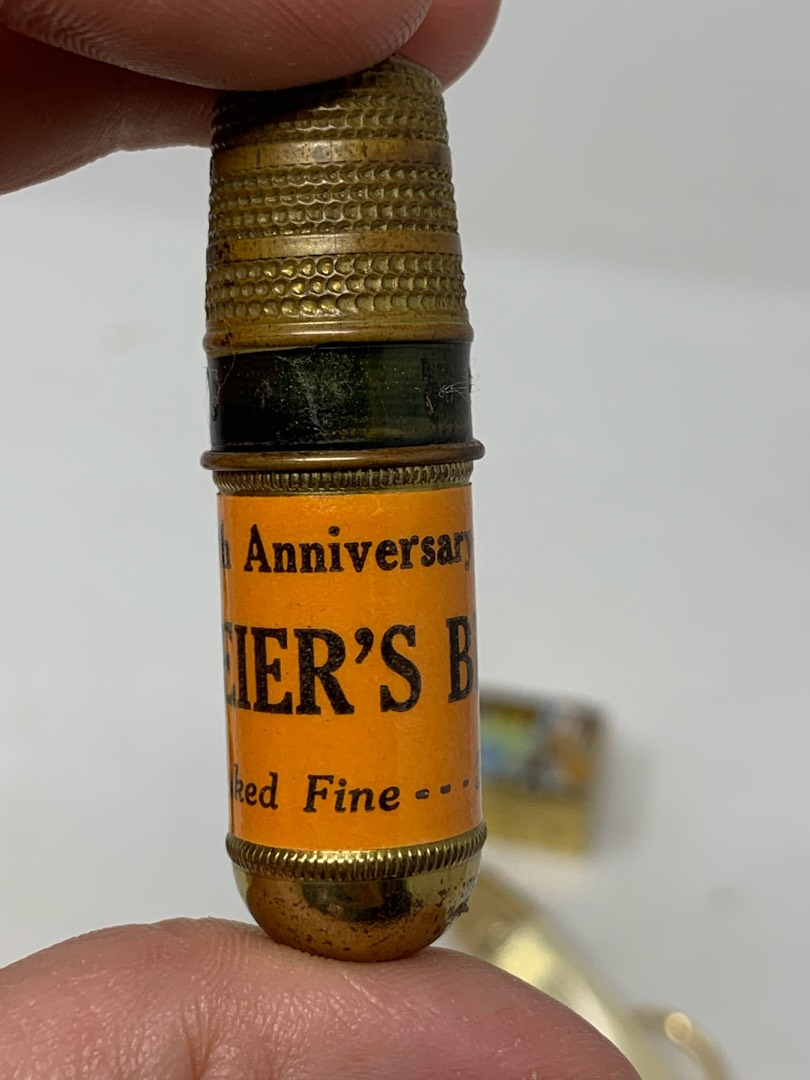 h Anniversary
EIER'S B
ked Fine - - -